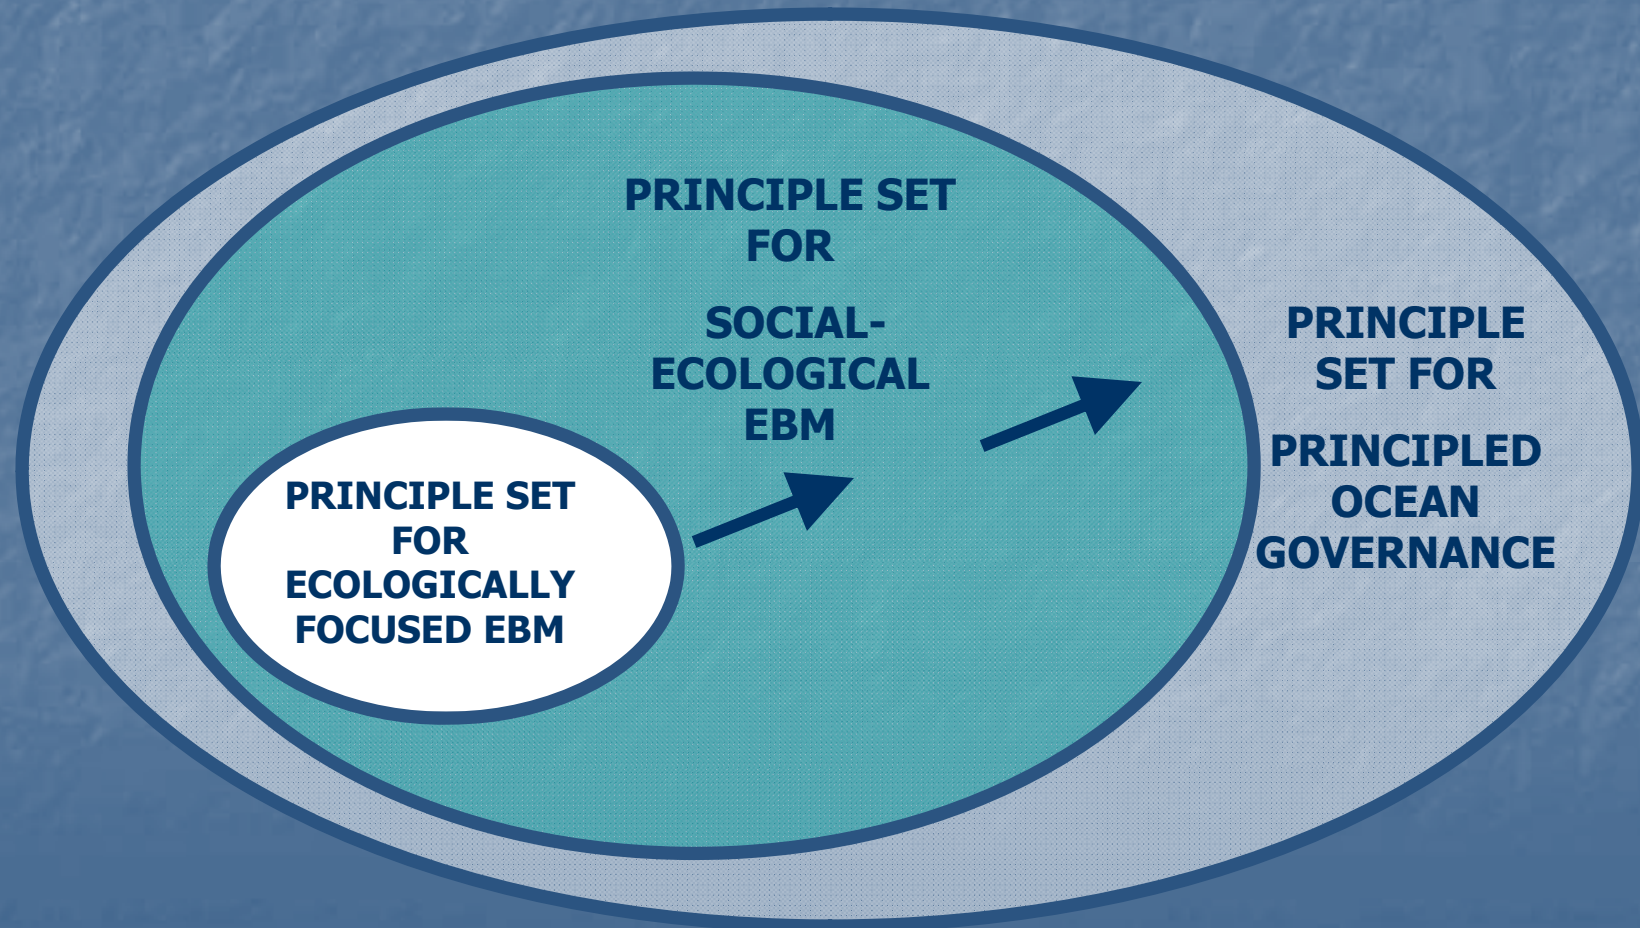 PRINCIPLE SET
FOR
SOCIAL-
ECOLOGICAL
EBM
PRINCIPLE
SET FOR
PRINCIPLED
OCEAN
GOVERNANCE
PRINCIPLE SET
FOR
ECOLOGICALLY
FOCUSED EBM